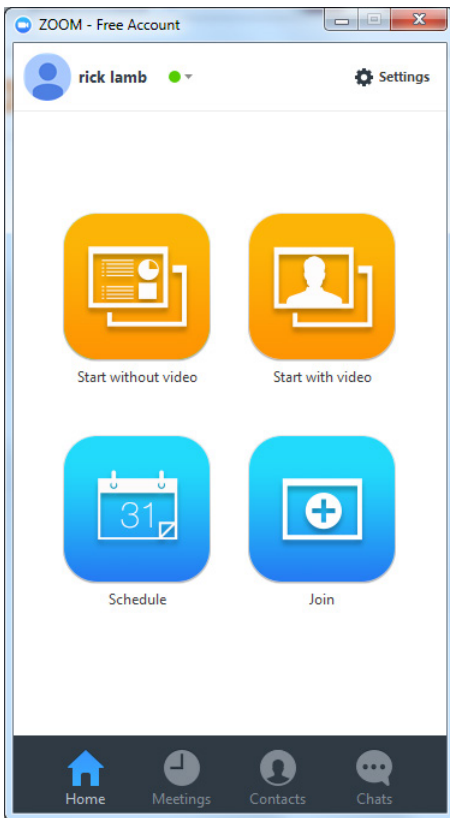 ZOOM - Free Account
rick lamb
Settings
Start without video
Start with video
31
Schedule
Join
Home
Meetings
Contacts
Chats